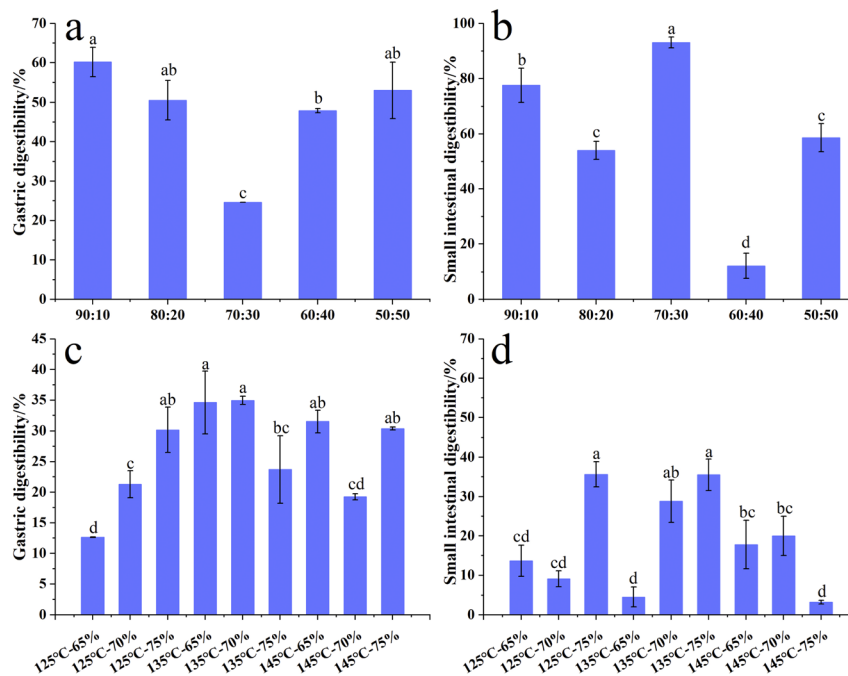 a
Gastric digestibility/%
70
60
50
40
30
20
10
0
a
ab
c
b
ab
90:10
80:20
70:30
60:40
50:50
b
Small intestinal digestibility/%
100
80
60
40
20
0
b
c
a
d
c
90:10
80:20
70:30
60:40
50:50
c
Gastric digestibility/%
45
40
35
30
25
20
15
10
5
0
d
c
ab
a
a
bc
ab
cd
ab
125°C-65%
125°C-70%
125°C-75%
135°C-65%
135°C-70%
135°C-75%
145°C-65%
145°C-70%
145°C-75%
d
Small intestinal digestibility/%
70
60
50
40
30
20
10
0
cd
cd
a
d
ab
a
bc
bc
d
125°C-65%
125°C-70%
125°C-75%
135°C-65%
135°C-70%
135°C-75%
145°C-65%
145°C-70%
145°C-75%